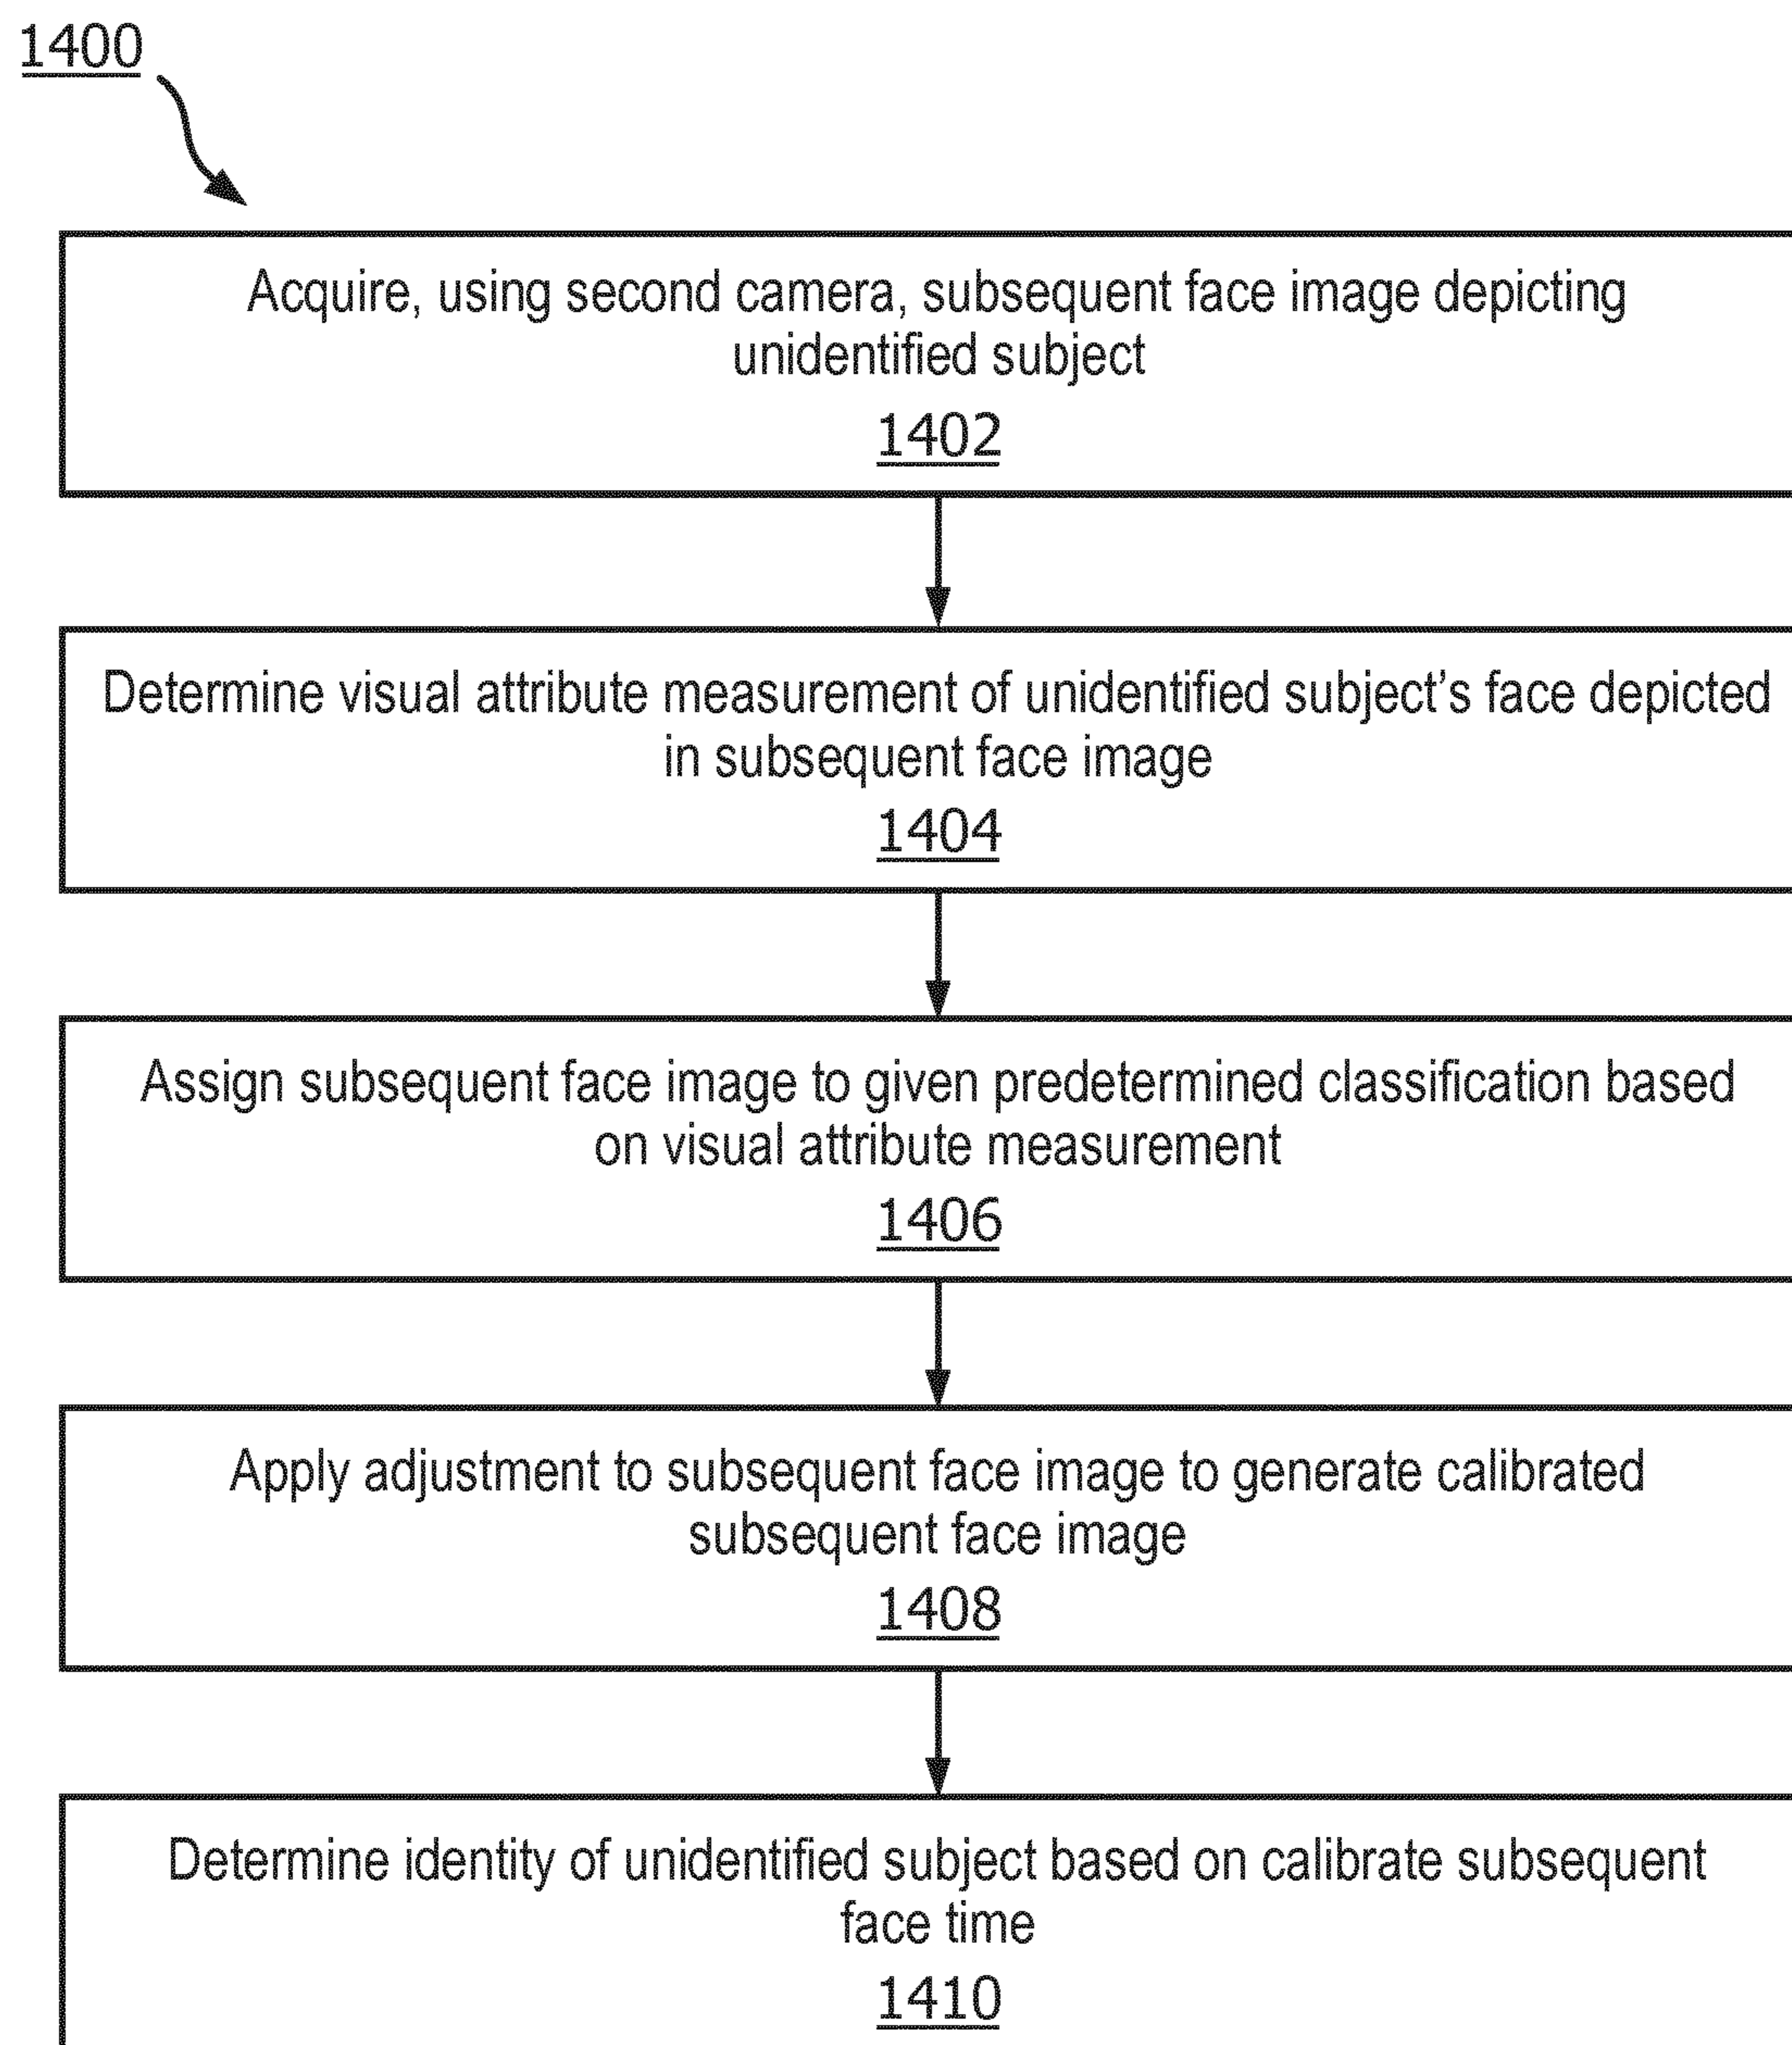 1400
Acquire, using second camera, subsequent face image depicting
unidentified subject
1402
Determine visual attribute measurement of unidentified subject’s face depicted
in subsequent face image
1404
Assign subsequent face image to given predetermined classification based
on visual attribute measurement
1406
Apply adjustment to subsequent face image to generate calibrated
subsequent face image
1408
Determine identity of unidentified subject based on calibrate subsequent
face time
1410